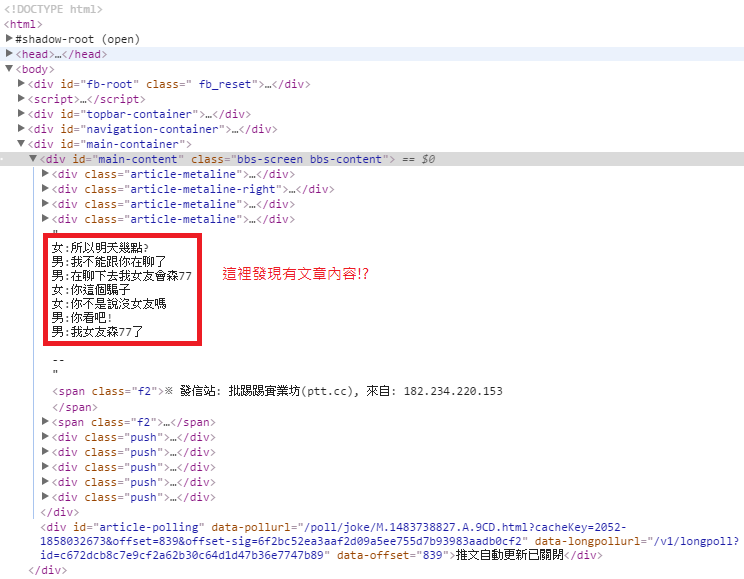 <!DOCTYPE html>
<html>
▶#shadow-root (open)
▶<head>…</head>
▼<body>
▶<div id="fb-root" class=" fb_reset">…</div>
▶<script>…</script>
▶<div id="topbar-container">…</div>
▶<div id="navigation-container">…</div>
▼<div id="main-container">
▼<div id="main-content" class="bbs-screen bbs-content"> == $0
▶<div class="article-metaline">…</div>
▶<div class="article-metaline-right">…</div>
▶<div class="article-metaline">…</div>
▶<div class="article-metaline">…</div>
"
女:所以明天幾點?
男:我不能跟你在聊了
男:在聊下去我女友會森77
女:你這個騙子
女:你不是說沒女友嗎
男:你看吧!
男:我女友森77了
這裡發現有文章內容!?
--
"
<span class="f2">※ 發信站: 批踢踢實業坊(ptt.cc), 來自: 182.234.220.153
</span>
▶<span class="f2">…</span>
▶<div class="push">…</div>
▶<div class="push">…</div>
▶<div class="push">…</div>
▶<div class="push">…</div>
▶<div class="push">…</div>
</div>
<div id="article-polling" data-pollurl="/poll/joke/M.1483738827.A.9CD.html?cacheKey=2052-
1858032673&offset=839&offset-sig=6f2bc52ea3aaf2d09a5ee755d7b93983aadb0cf2" data-longpollurl="/v1/longpoll?
id=c672dcb8c7e9cf2a62b30c64d1d47b36e7747b89" data-offset="839">推文自動更新已關閉</div>
</div>